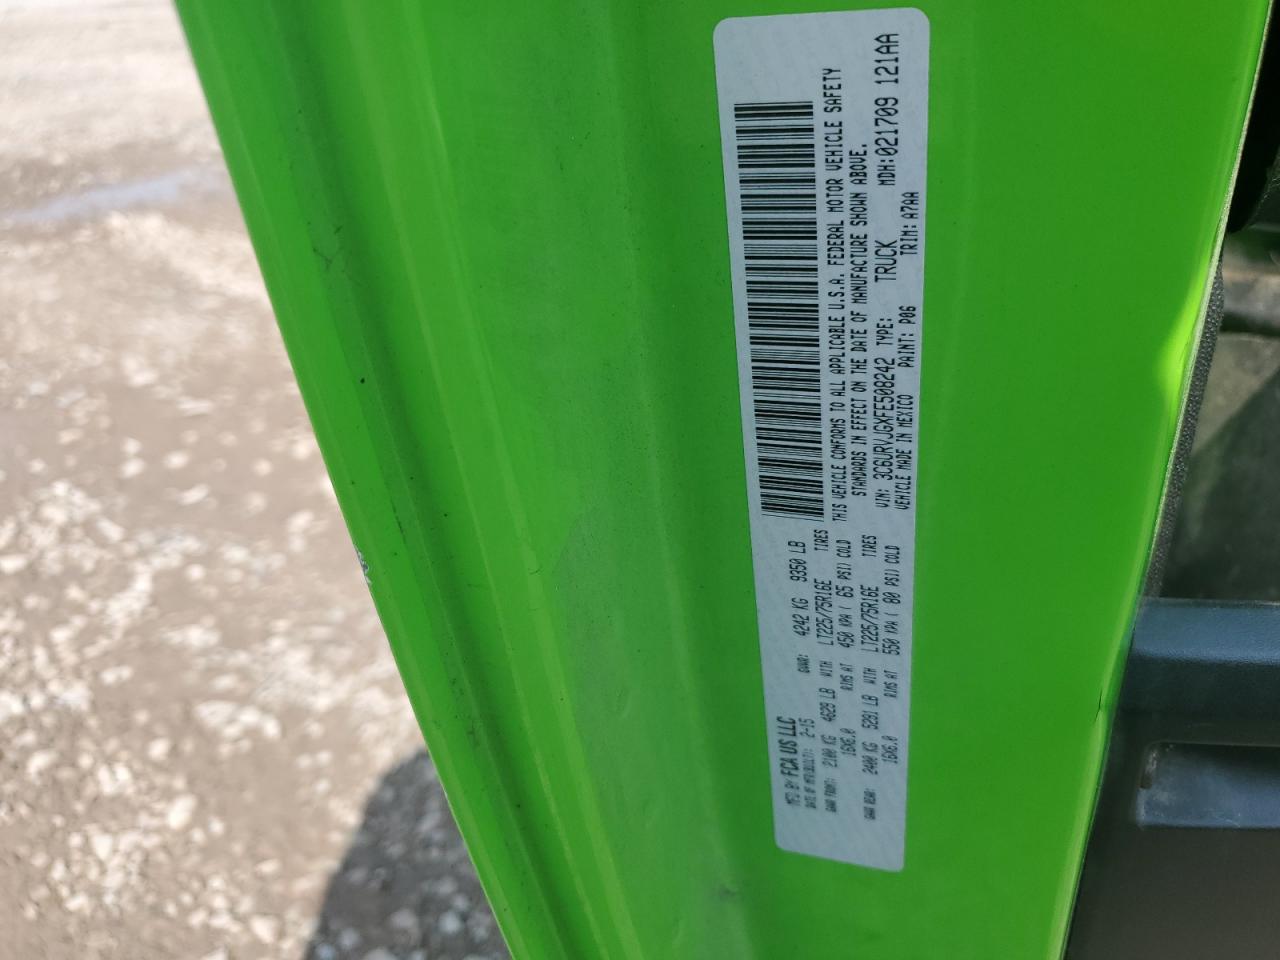 MFD BY FCA US LLC
DATE OF MFR(BUILT): 2-15 GVWR: 4242 KG 9350 LB
GAWR FRONT: 2100 KG 4629 LB WITH LT225/75R16E TIRES
16X6.0 RIMS AT 450 KPA ( 65 PSI) COLD
GAWR REAR: 2400 KG 5291 LB WITH LT225/75R16E TIRES
16X6.0 RIMS AT 550 KPA ( 80 PSI) COLD
THIS VEHICLE CONFORMS TO ALL APPLICABLE U.S.A. FEDERAL MOTOR VEHICLE SAFETY
STANDARDS IN EFFECT ON THE DATE OF MANUFACTURE SHOWN ABOVE.
VIN: 3C6URVJGXFE508242 TYPE: TRUCK MDH:021709 121AA
VEHICLE MADE IN MEXICO PAINT: P06 TRIM: A7AA